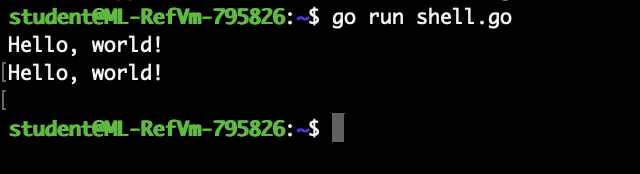 student@ML-RefVm-795826:~$ go run shell.go
Hello, world!
[Hello, world!
[
student@ML-RefVm-795826:~$